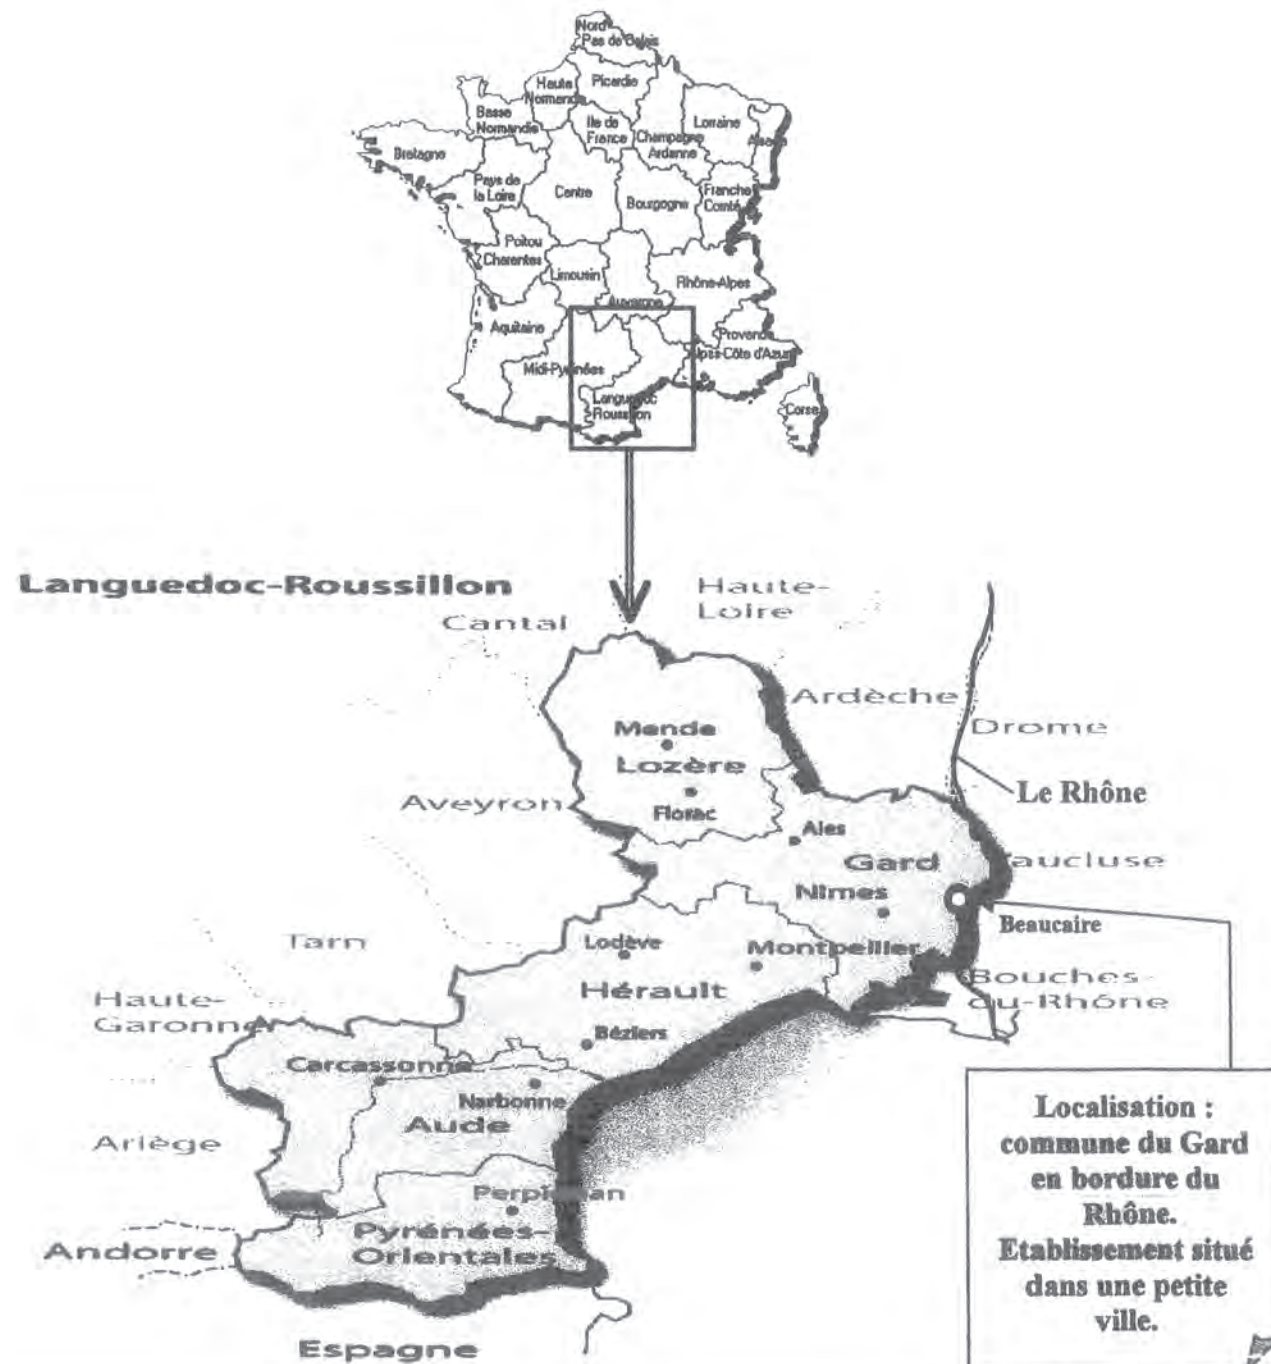 Nord
Pas de Calais
Haute
Normandie
Picardie
Basse
Normandie
Ile de
France
Champagne
Ardenne
Lorraine
Alsace
Bretagne
Pays de
la Loire
Centre
Bourgogne
Franche
Comté
Poitou
Charentes
Limousin
Auvergne
Rhône-Alpes
Aquitaine
Midi-Pyrénées
Provence
Alpes-Côte d'Azur
Languedoc
Roussillon
Corse
Languedoc-Roussillon
Haute-
Loire
Cantal
Ardèche
Drome
Mende
Lozère
Florac
Le Rhône
Aveyron
Ales
Gard
Vaucluse
Nîmes
Beaucaire
Tarn
Lodève
Montpellier
Hérault
Bouches-
du-Rhône
Haute-
Garonne
Béziers
Carcassonne
Narbonne
Aude
Ariège
Perpignan
Pyrénées-
Orientales
Andorre
Espagne
Localisation :
commune du Gard
en bordure du
Rhône.
Etablissement situé
dans une petite
ville.